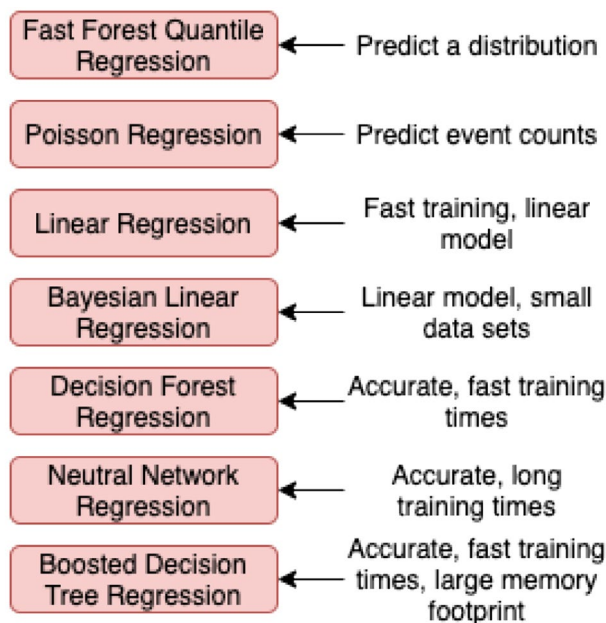 Fast Forest Quantile
Regression
Predict a distribution
Poisson Regression
Predict event counts
Linear Regression
Fast training, linear
model
Bayesian Linear
Regression
Linear model, small
data sets
Decision Forest
Regression
Accurate, fast training
times
Neutral Network
Regression
Accurate, long
training times
Boosted Decision
Tree Regression
Accurate, fast training
times, large memory
footprint